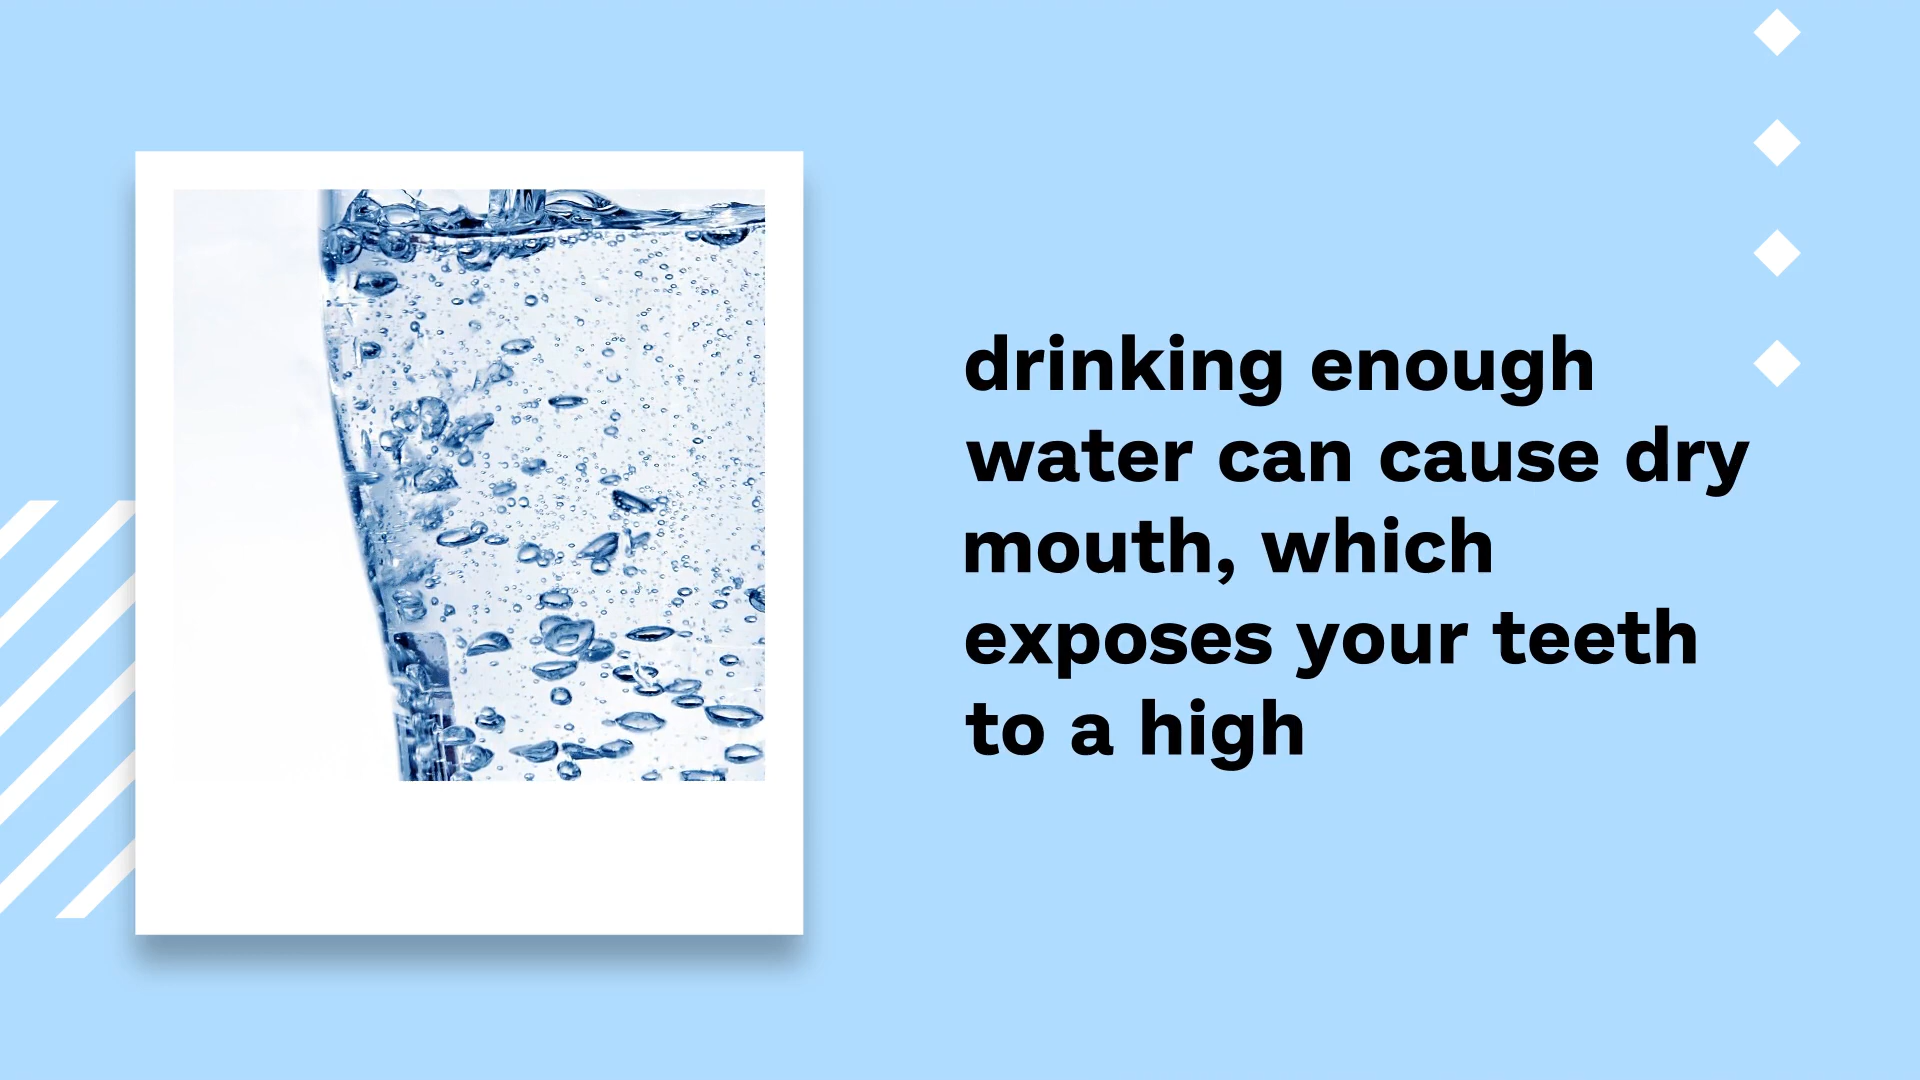 drinking enough
water can cause dry
mouth, which
exposes your teeth
to a high